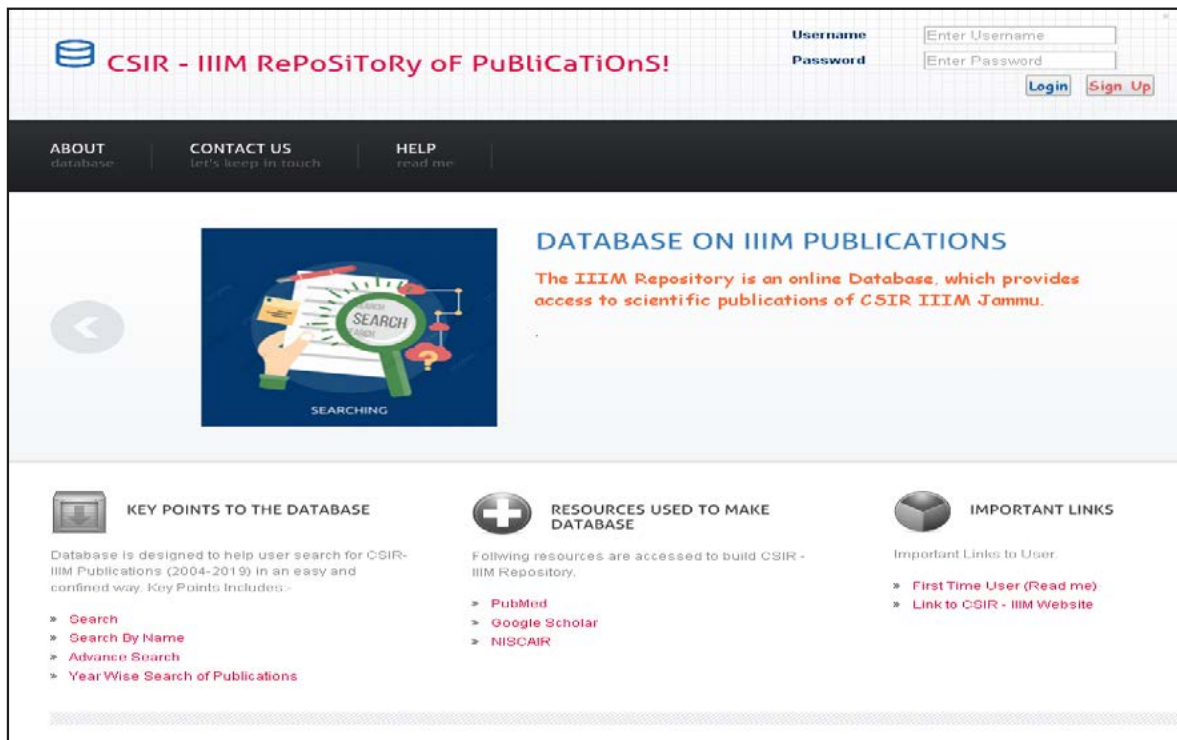 CSIR - IIIM RePoSiToRy oF PuBLiCaTiOnS!
Username Enter Username
Password Enter Password
Login Sign Up
ABOUT
database
CONTACT US
let's keep in touch
HELP
read me
SEARCH
SEARCH
EARCH
SEARCHING
DATABASE ON IIIM PUBLICATIONS
The IIIM Repository is an online Database, which provides
access to scientific publications of CSIR IIIM Jammu.
.
KEY POINTS TO THE DATABASE
Database is designed to help user search for CSIR-
IIIM Publications (2004-2019) in an easy and
confined way. Key Points Includes:-
» Search
» Search By Name
» Advance Search
» Year Wise Search of Publications
RESOURCES USED TO MAKE
DATABASE
Follwing resources are accessed to build CSIR -
IIIM Repository.
» PubMed
» Google Scholar
» NISCAIR
IMPORTANT LINKS
Important Links to User.
» First Time User (Read me)
» Link to CSIR - IIIM Website